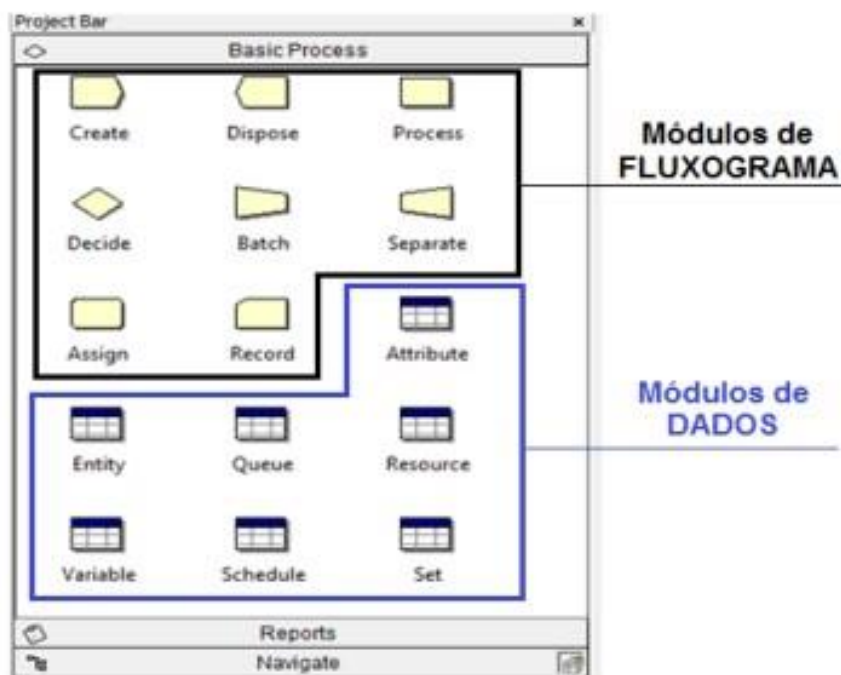 Project Bar
Basic Process
Create Dispose Process
Módulos de
FLUXOGRAMA
Decide Batch Separate
Assign Record Attribute
Módulos de
DADOS
Entity Queue Resource
Variable Schedule Set
Reports
Navigate